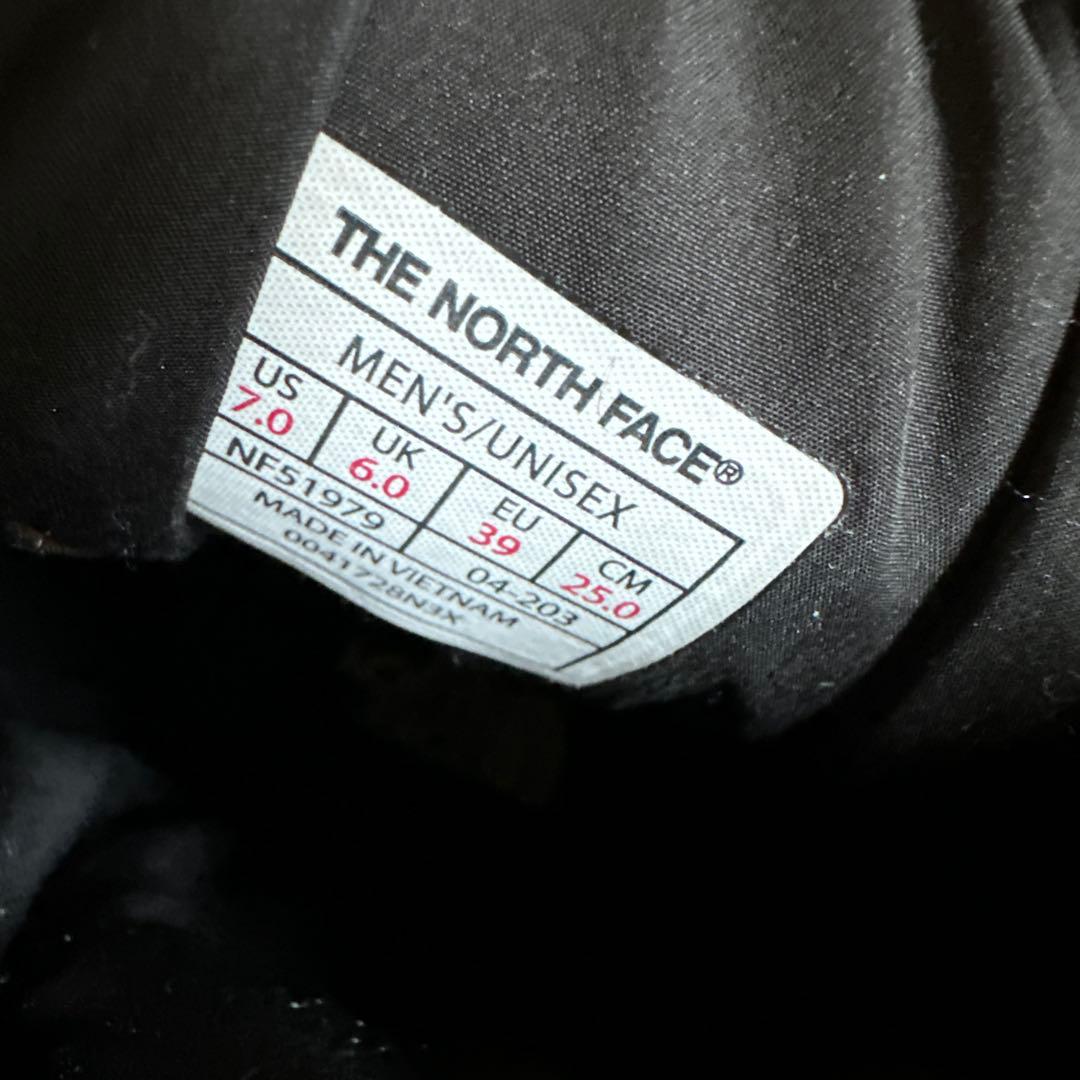 THE NORTH FACE®
MEN'S/UNISEX
US UK EU CM
7.0 6.0 39 25.0
NF51979 04-203
MADE IN VIETNAM
0041728N3X